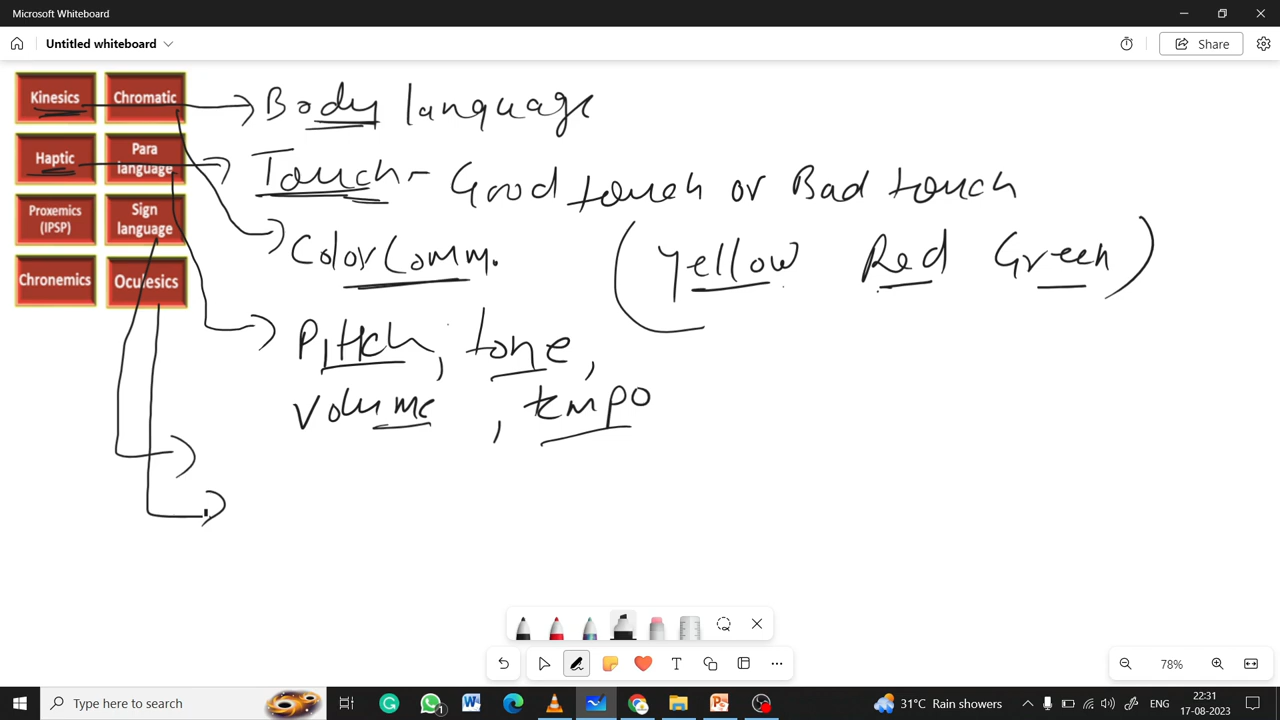 Microsoft Whiteboard
Untitled whiteboard
Share
Kinesics
Chromatic
Body language
Haptic
Para language
Touch - Good touch or Bad touch
Proxemics (IPSP)
Sign language
Color Comm. (Yellow Red Green)
Chronemics
Oculesics
Pitch, tone,
volume, tempo
78%
Type here to search
31°C Rain showers
ENG
22:31
17-08-2023